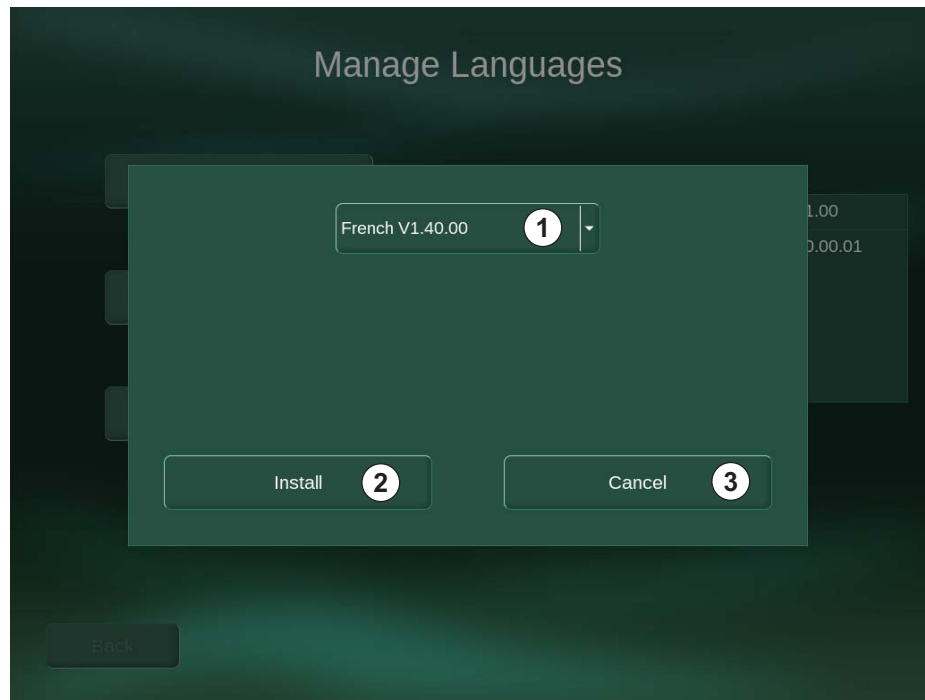 Manage Languages
French V1.40.00
1
1.00
0.00.01
Install
2
Cancel
3
Back